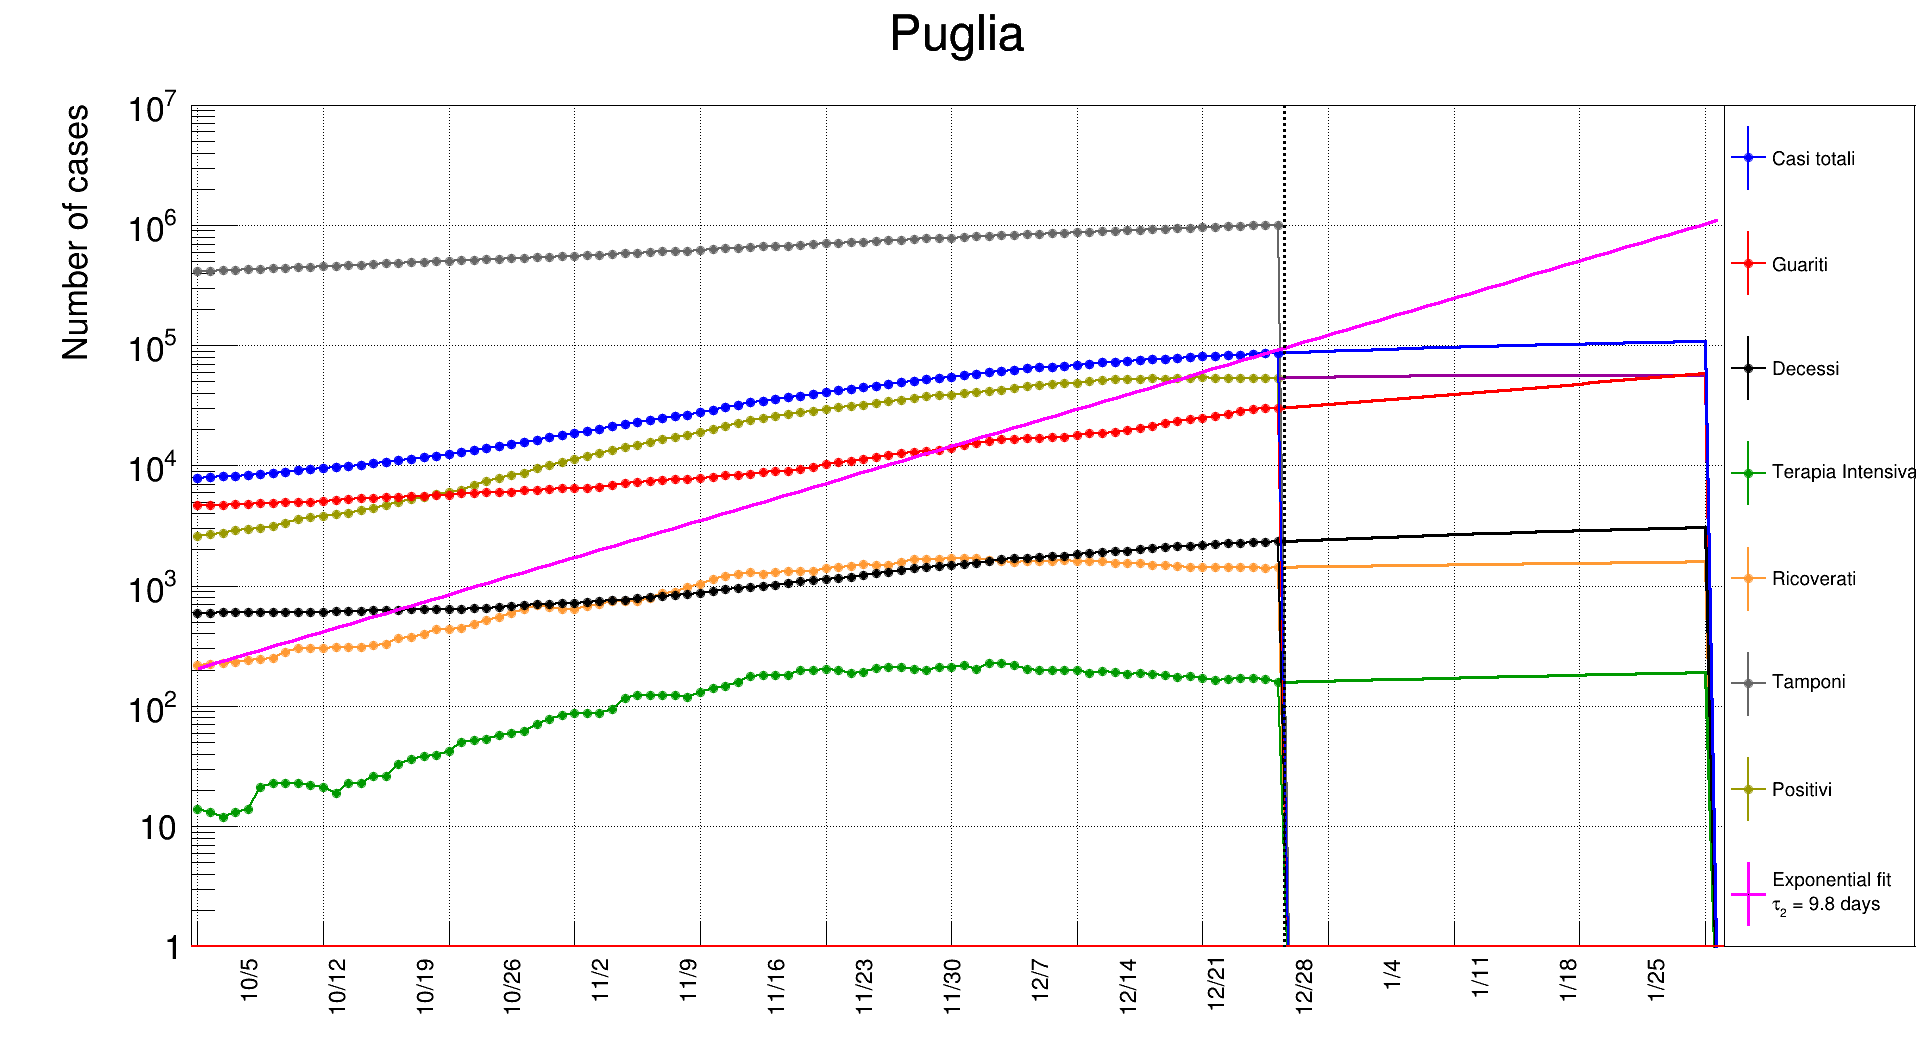 Puglia
Number of cases
10^7
10^6
10^5
10^4
10^3
10^2
10
1
10/5
10/12
10/19
10/26
11/2
11/9
11/16
11/23
11/30
12/7
12/14
12/21
12/28
1/4
1/11
1/18
1/25
Casi totali
Guariti
Decessi
Terapia Intensiva
Ricoverati
Tamponi
Positivi
Exponential fit
τ₂ = 9.8 days